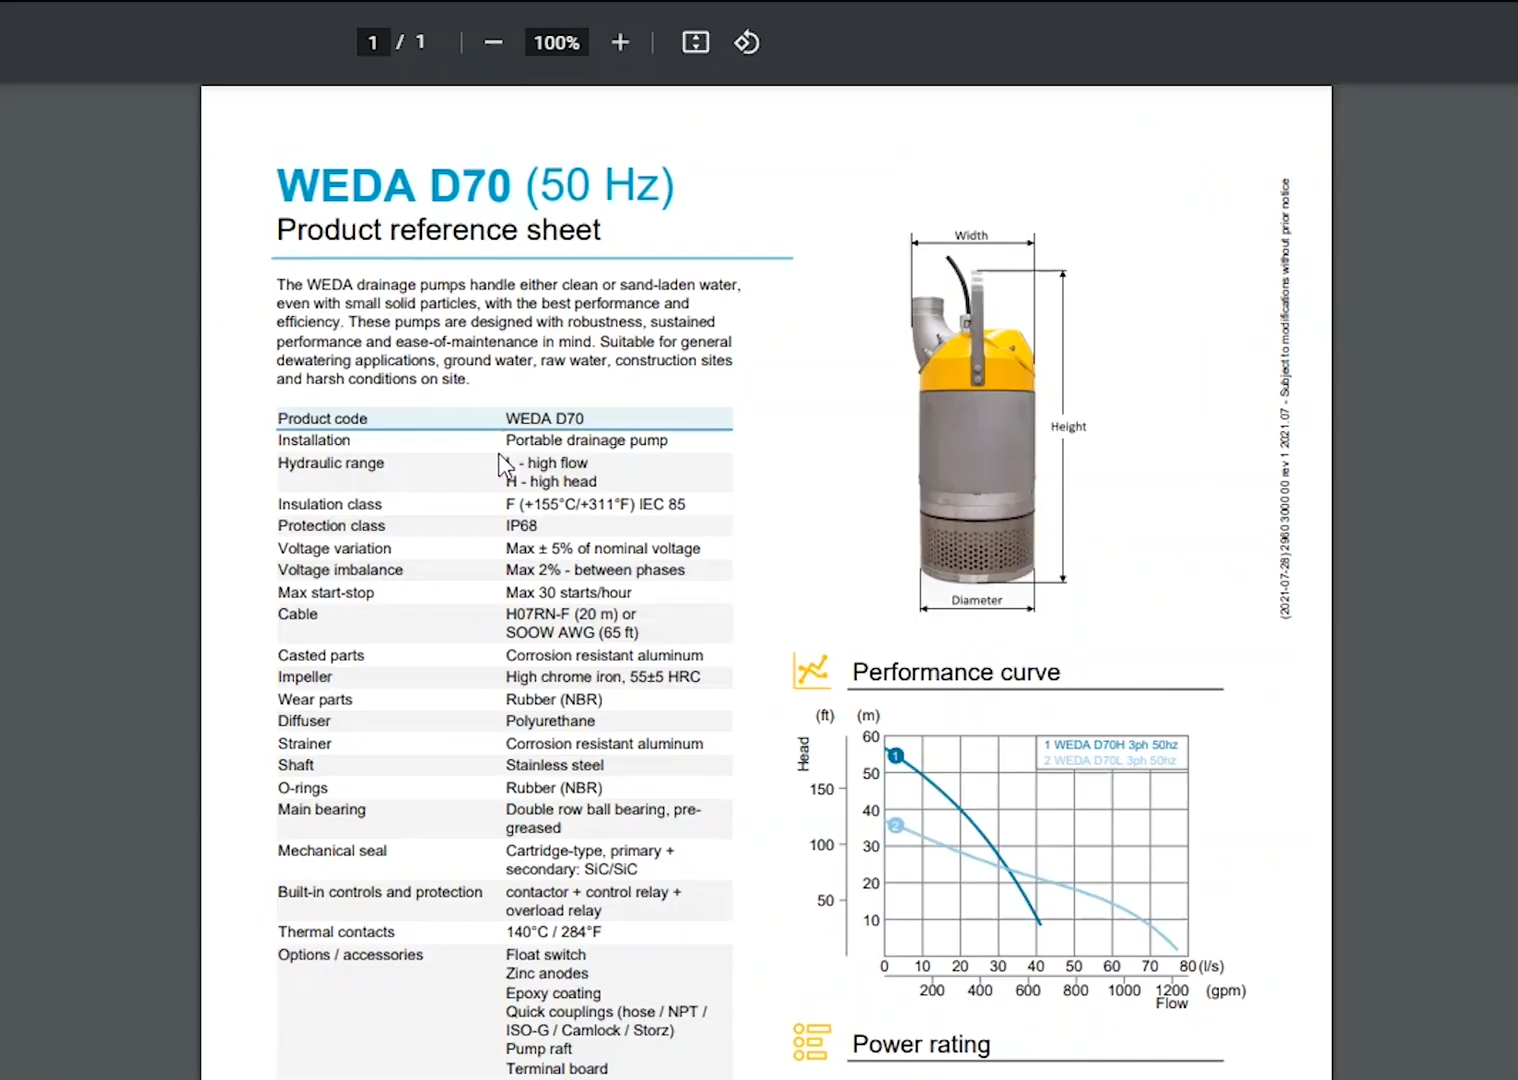 1 / 1
100%
WEDA D70 (50 Hz)
Product reference sheet
The WEDA drainage pumps handle either clean or sand-laden water,
even with small solid particles, with the best performance and
efficiency. These pumps are designed with robustness, sustained
performance and ease-of-maintenance in mind. Suitable for general
dewatering applications, ground water, raw water, construction sites
and harsh conditions on site.
Product code WEDA D70
Installation Portable drainage pump
Hydraulic range - high flow
H - high head
Insulation class F (+155°C/+311°F) IEC 85
Protection class IP68
Voltage variation Max ± 5% of nominal voltage
Voltage imbalance Max 2% - between phases
Max start-stop Max 30 starts/hour
Cable H07RN-F (20 m) or
SOOW AWG (65 ft)
Casted parts Corrosion resistant aluminum
Impeller High chrome iron, 55±5 HRC
Wear parts Rubber (NBR)
Diffuser Polyurethane
Strainer Corrosion resistant aluminum
Shaft Stainless steel
O-rings Rubber (NBR)
Main bearing Double row ball bearing, pre-
greased
Mechanical seal Cartridge-type, primary +
secondary: SiC/SiC
Built-in controls and protection contactor + control relay +
overload relay
Thermal contacts 140°C / 284°F
Options / accessories Float switch
Zinc anodes
Epoxy coating
Quick couplings (hose / NPT /
ISO-G / Camlock / Storz)
Pump raft
Terminal board
Width
Height
Diameter
(2021-07-28) 2960 3000 00 rev 1 2021.07 - Subject to modifications without prior notice
Performance curve
(ft) (m)
Head
60
50
40
30
20
10
150
100
50
1
2
1 WEDA D70H 3ph 50hz
2 WEDA D70L 3ph 50hz
0 10 20 30 40 50 60 70 80 (l/s)
200 400 600 800 1000 1200 (gpm)
Flow
Power rating